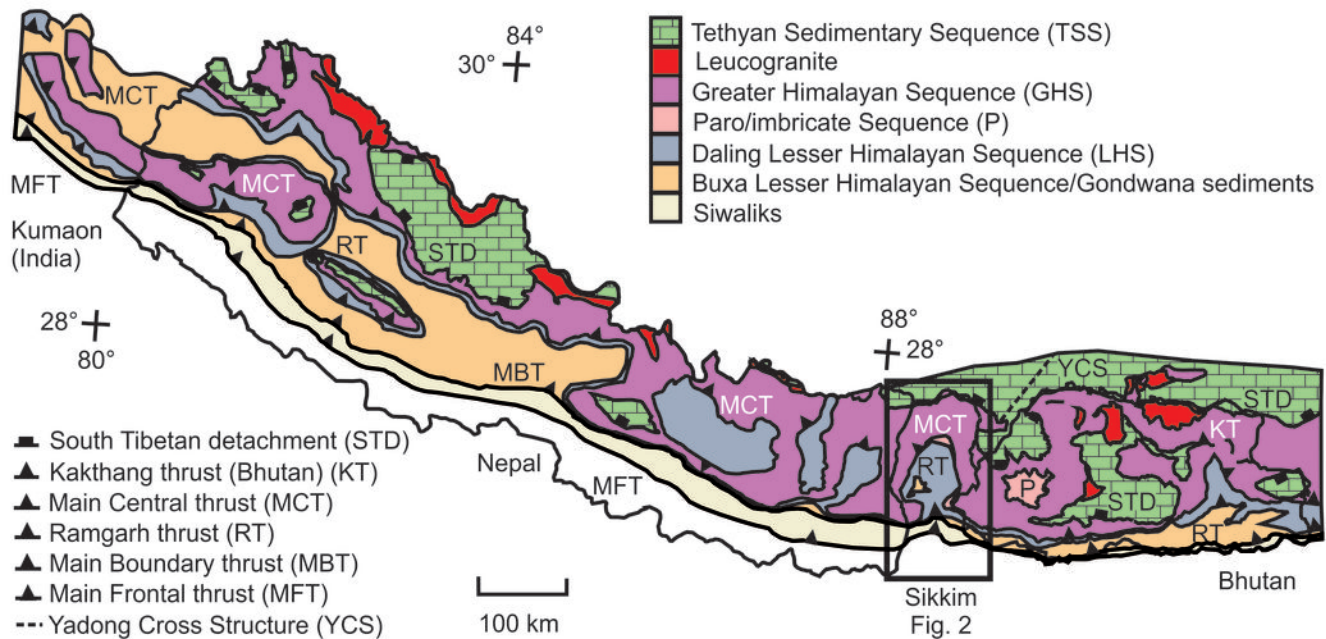 84°
30°
Tethyan Sedimentary Sequence (TSS)
Leucogranite
Greater Himalayan Sequence (GHS)
Paro/imbricate Sequence (P)
Daling Lesser Himalayan Sequence (LHS)
Buxa Lesser Himalayan Sequence/Gondwana sediments
Siwaliks
MCT
MFT
MCT
Kumaon
(India)
RT
STD
28°
80°
88°
28°
MBT
YCS
STD
MCT
MCT
KT
RT
P
STD
RT
Nepal
MFT
Bhutan
South Tibetan detachment (STD)
Kakthang thrust (Bhutan) (KT)
Main Central thrust (MCT)
Ramgarh thrust (RT)
Main Boundary thrust (MBT)
Main Frontal thrust (MFT)
Yadong Cross Structure (YCS)
100 km
Sikkim
Fig. 2